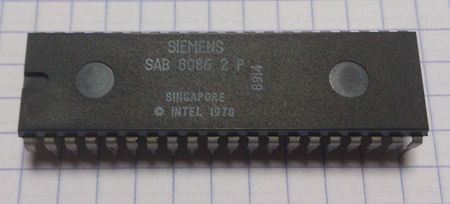 SIEMENS
SAB 8086 2 P
8914
SINGAPORE
© INTEL 1978